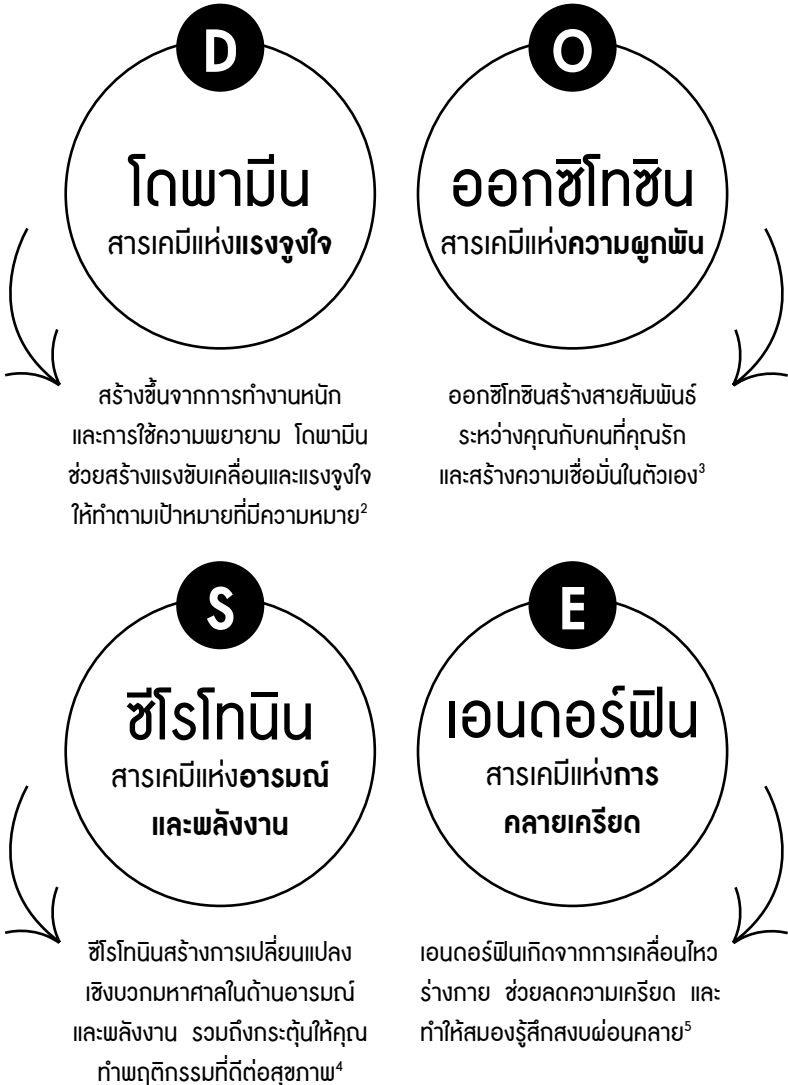 D
โดพามีน
สารเคมีแห่งแรงจูงใจ
สร้างขึ้นจากการทำงานหนัก
และการใช้ความพยายาม โดพามีน
ช่วยสร้างแรงขับเคลื่อนและแรงจูงใจ
ให้ทำตามเป้าหมายที่มีความหมาย²
O
ออกซิโทซิน
สารเคมีแห่งความผูกพัน
ออกซิโทซินสร้างสายสัมพันธ์
ระหว่างคุณกับคนที่คุณรัก
และสร้างความเชื่อมั่นในตัวเอง³
S
ซีโรโทนิน
สารเคมีแห่งอารมณ์
และพลังงาน
ซีโรโทนินสร้างการเปลี่ยนแปลง
เชิงบวกมหาศาลในด้านอารมณ์
และพลังงาน รวมถึงกระตุ้นให้คุณ
ทำพฤติกรรมที่ดีต่อสุขภาพ⁴
E
เอนดอร์ฟิน
สารเคมีแห่งการ
คลายเครียด
เอนดอร์ฟินเกิดจากการเคลื่อนไหว
ร่างกาย ช่วยลดความเครียด และ
ทำให้สมองรู้สึกสงบผ่อนคลาย⁵